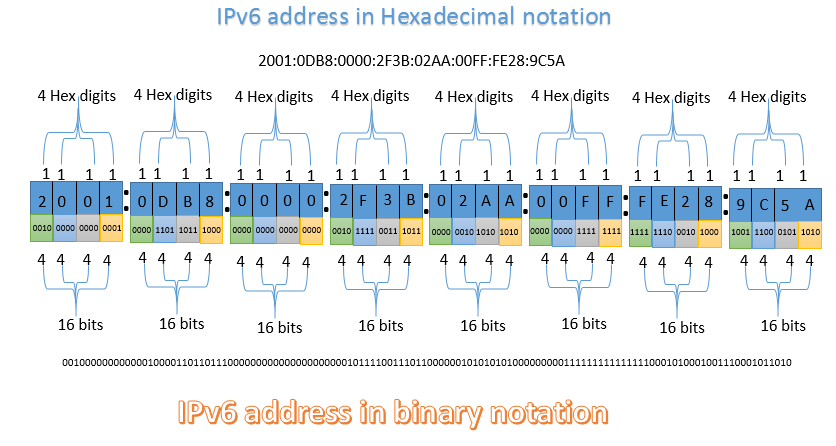 IPv6 address in Hexadecimal notation
2001:0DB8:0000:2F3B:02AA:00FF:FE28:9C5A
4 Hex digits 4 Hex digits 4 Hex digits 4 Hex digits 4 Hex digits 4 Hex digits 4 Hex digits 4 Hex digits
1 1 1 1 1 1 1 1 1 1 1 1 1 1 1 1 1 1 1 1 1 1 1 1 1 1 1 1 1 1 1 1
2 0 0 1 : 0 D B 8 : 0 0 0 0 : 2 F 3 B : 0 2 A A : 0 0 F F : F E 2 8 : 9 C 5 A
0010 0000 0000 0001 0000 1101 1011 1000 0000 0000 0000 0000 0010 1111 0011 1011 0000 0010 1010 1010 0000 0000 1111 1111 1111 1110 0010 1000 1001 1100 0101 1010
4 4 4 4 4 4 4 4 4 4 4 4 4 4 4 4 4 4 4 4 4 4 4 4 4 4 4 4 4 4 4 4
16 bits 16 bits 16 bits 16 bits 16 bits 16 bits 16 bits 16 bits
00100000000000010000110110111000000000000000000000101111001110110000001010101010000000001111111111111110001010001001110001011010
IPv6 address in binary notation